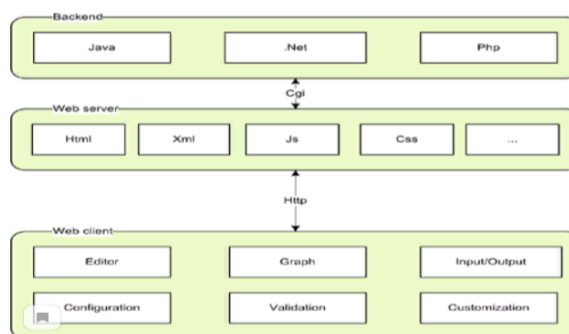 Backend
Java .Net Php
Cgi
Web server
Html Xml Js Css ...
Http
Web client
Editor Graph Input/Output
Configuration Validation Customization